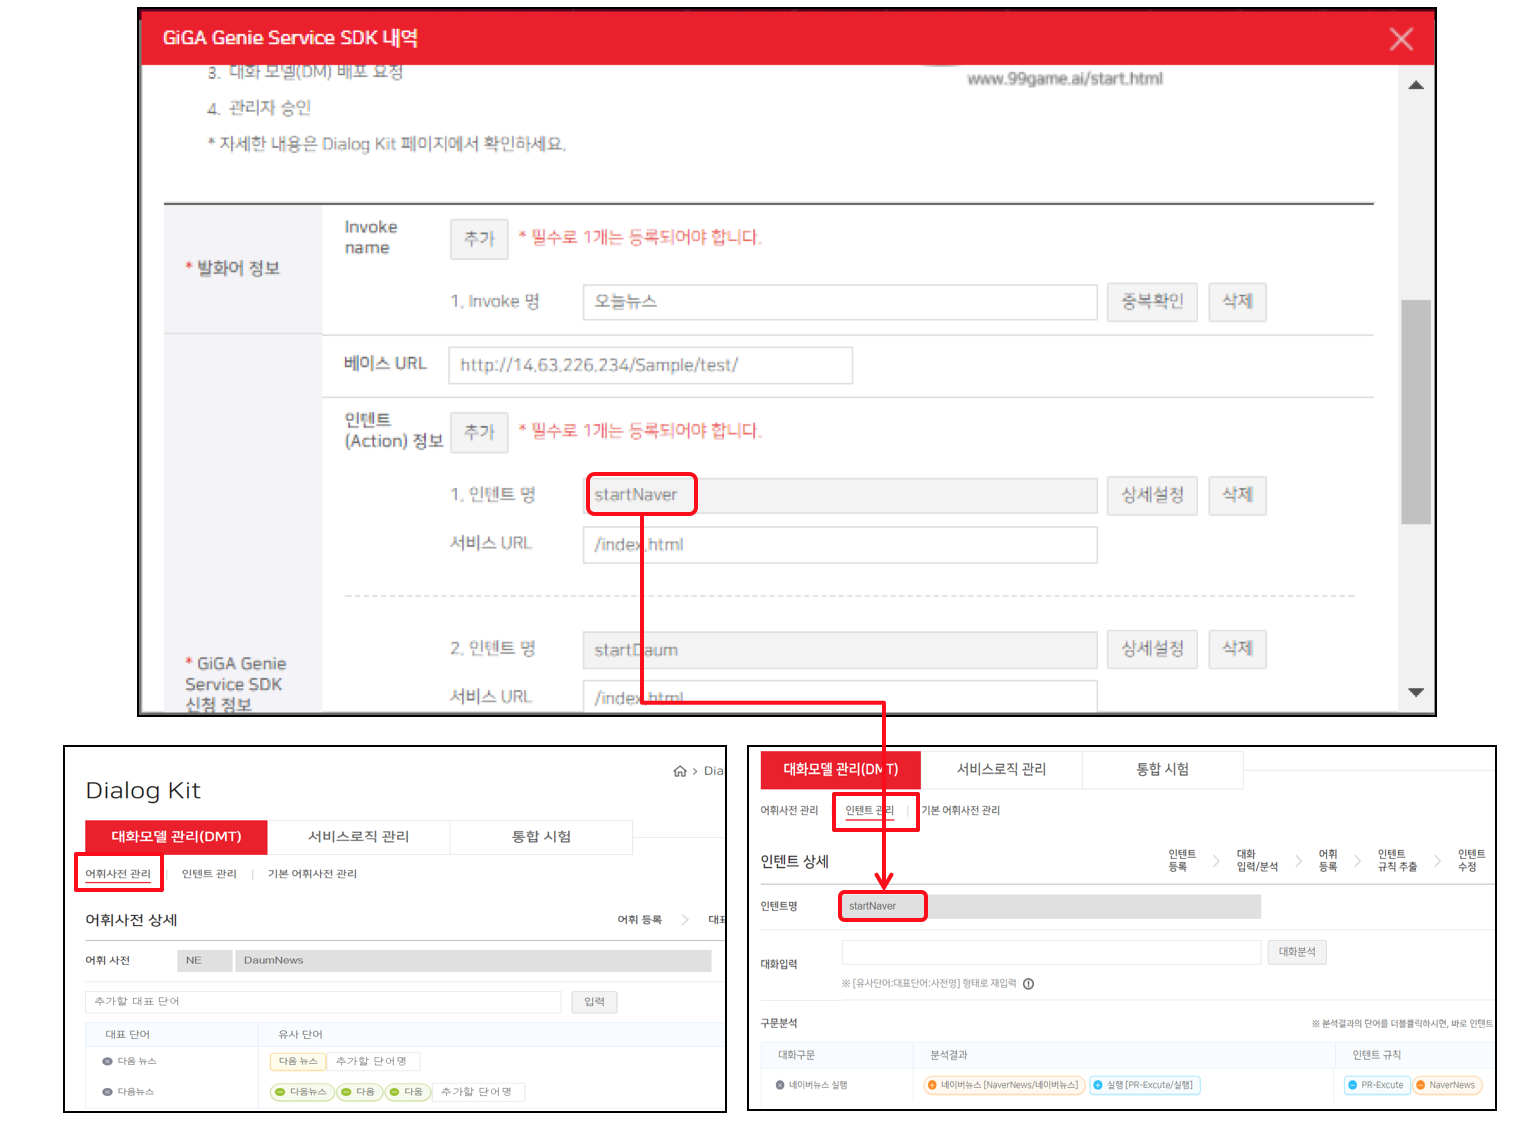 GiGA Genie Service SDK 내역
3. 대화 모델(DM) 배포 요청
www.99game.ai/start.html
4. 관리자 승인
* 자세한 내용은 Dialog Kit 페이지에서 확인하세요.
* 발화어 정보
Invoke
name
추가
* 필수로 1개는 등록되어야 합니다.
1. Invoke 명
오늘뉴스
중복확인
삭제
베이스 URL
http://14.63.226.234/Sample/test/
인텐트
(Action) 정보
추가
* 필수로 1개는 등록되어야 합니다.
1. 인텐트 명
startNaver
상세설정
삭제
서비스 URL
/index.html
2. 인텐트 명
startDaum
상세설정
삭제
서비스 URL
/index.html
* GiGA Genie
Service SDK
신청 정보
> Dia
Dialog Kit
대화모델 관리(DMT)
서비스로직 관리
통합 시험
어휘사전 관리 | 인텐트 관리 | 기본 어휘사전 관리
어휘사전 상세
어휘 등록
대표
어휘 사전
NE
DaumNews
추가할 대표 단어
입력
대표 단어
유사 단어
다음 뉴스
다음 뉴스
추가할 단어명
다음뉴스
다음뉴스
다음
다움
추가할 단어명
대화모델 관리(DMT)
서비스로직 관리
통합 시험
어휘사전 관리
인텐트 관리 | 기본 어휘사전 관리
인텐트 상세
인텐트
등록
대화
입력/분석
어휘
등록
인텐트
규칙 추출
인텐트
수정
인텐트명
startNaver
대화입력
대화분석
※ [유사단어:대표단어:사전명] 형태로 재입력
구문분석
※ 분석결과의 단어를 더블클릭하시면, 바로 인텐트
대화구문
분석결과
인텐트 규칙
네이버뉴스 실행
네이버뉴스 [NaverNews/네이버뉴스]
실행 [PR-Excute/실행]
PR-Excute
NaverNews